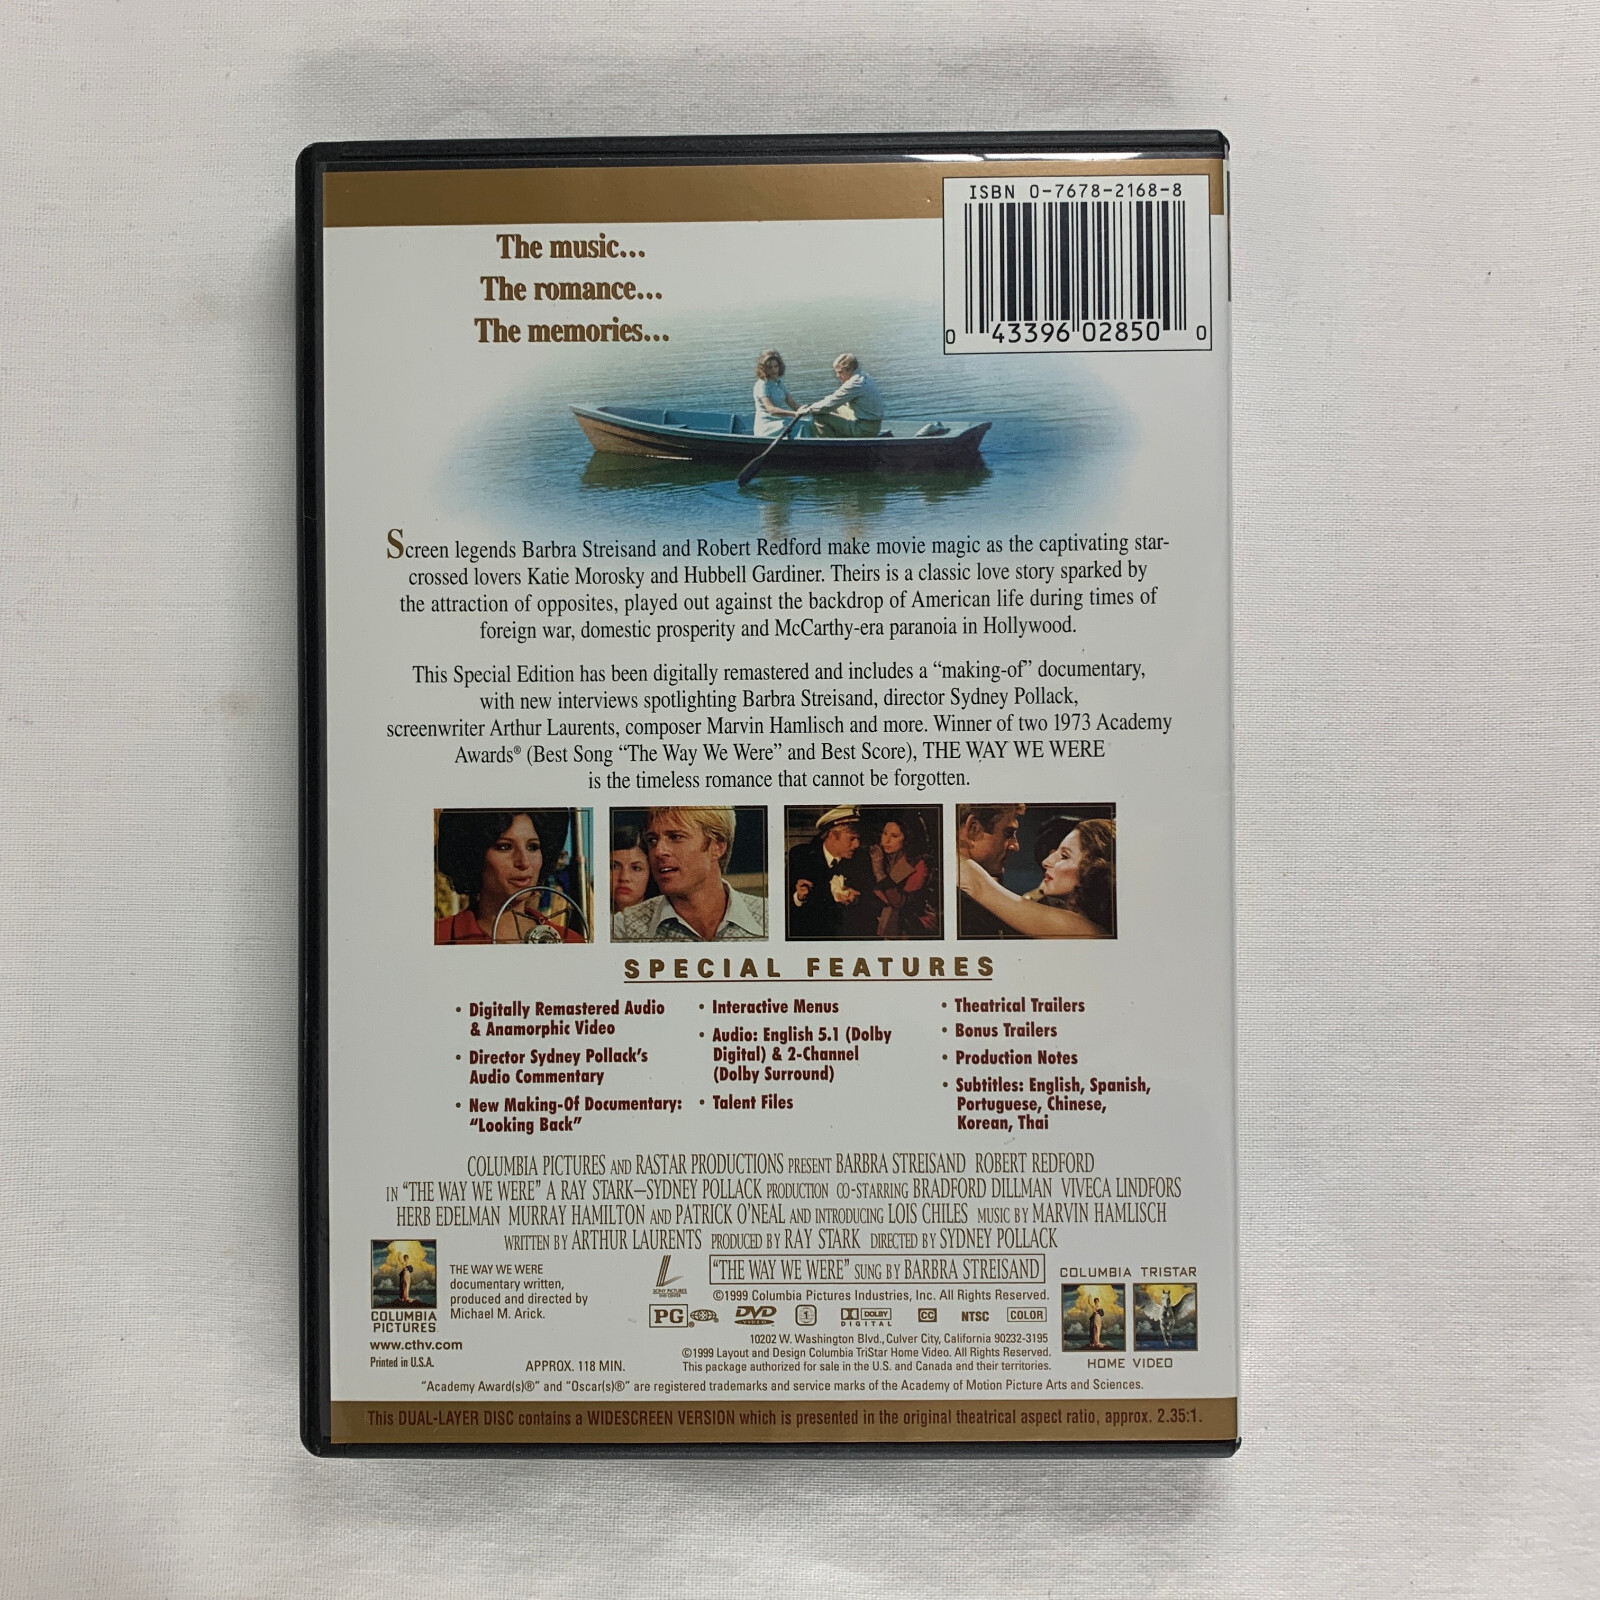 ISBN 0-7678-2168-8
0 43396 02850 0
The music...
The romance...
The memories...
Screen legends Barbra Streisand and Robert Redford make movie magic as the captivating star-
crossed lovers Katie Morosky and Hubbell Gardiner. Theirs is a classic love story sparked by
the attraction of opposites, played out against the backdrop of American life during times of
foreign war, domestic prosperity and McCarthy-era paranoia in Hollywood.
This Special Edition has been digitally remastered and includes a “making-of” documentary,
with new interviews spotlighting Barbra Streisand, director Sydney Pollack,
screenwriter Arthur Laurents, composer Marvin Hamlisch and more. Winner of two 1973 Academy
Awards® (Best Song “The Way We Were” and Best Score), THE WAY WE WERE
is the timeless romance that cannot be forgotten.
SPECIAL FEATURES
• Digitally Remastered Audio
& Anamorphic Video
• Director Sydney Pollack's
Audio Commentary
• New Making-Of Documentary:
“Looking Back”
• Interactive Menus
• Audio: English 5.1 (Dolby
Digital) & 2-Channel
(Dolby Surround)
• Talent Files
• Theatrical Trailers
• Bonus Trailers
• Production Notes
• Subtitles: English, Spanish,
Portuguese, Chinese,
Korean, Thai
COLUMBIA PICTURES AND RASTAR PRODUCTIONS PRESENT BARBRA STREISAND ROBERT REDFORD
IN “THE WAY WE WERE” A RAY STARK–SYDNEY POLLACK PRODUCTION CO-STARRING BRADFORD DILLMAN VIVECA LINDFORS
HERB EDELMAN MURRAY HAMILTON AND PATRICK O'NEAL AND INTRODUCING LOIS CHILES MUSIC BY MARVIN HAMLISCH
WRITTEN BY ARTHUR LAURENTS PRODUCED BY RAY STARK DIRECTED BY SYDNEY POLLACK
“THE WAY WE WERE” SUNG BY BARBRA STREISAND
COLUMBIA
PICTURES
www.cthv.com
Printed in U.S.A.
THE WAY WE WERE
documentary written,
produced and directed by
Michael M. Arick.
APPROX. 118 MIN.
SONY PICTURES
DVD CENTER
©1999 Columbia Pictures Industries, Inc. All Rights Reserved.
PG DVD VIDEO 1 DOLBY DIGITAL CC NTSC COLOR
10202 W. Washington Blvd., Culver City, California 90232-3195
©1999 Layout and Design Columbia TriStar Home Video. All Rights Reserved.
This package authorized for sale in the U.S. and Canada and their territories.
COLUMBIA TRISTAR
HOME VIDEO
“Academy Award(s)®” and “Oscar(s)®” are registered trademarks and service marks of the Academy of Motion Picture Arts and Sciences.
This DUAL-LAYER DISC contains a WIDESCREEN VERSION which is presented in the original theatrical aspect ratio, approx. 2.35:1.